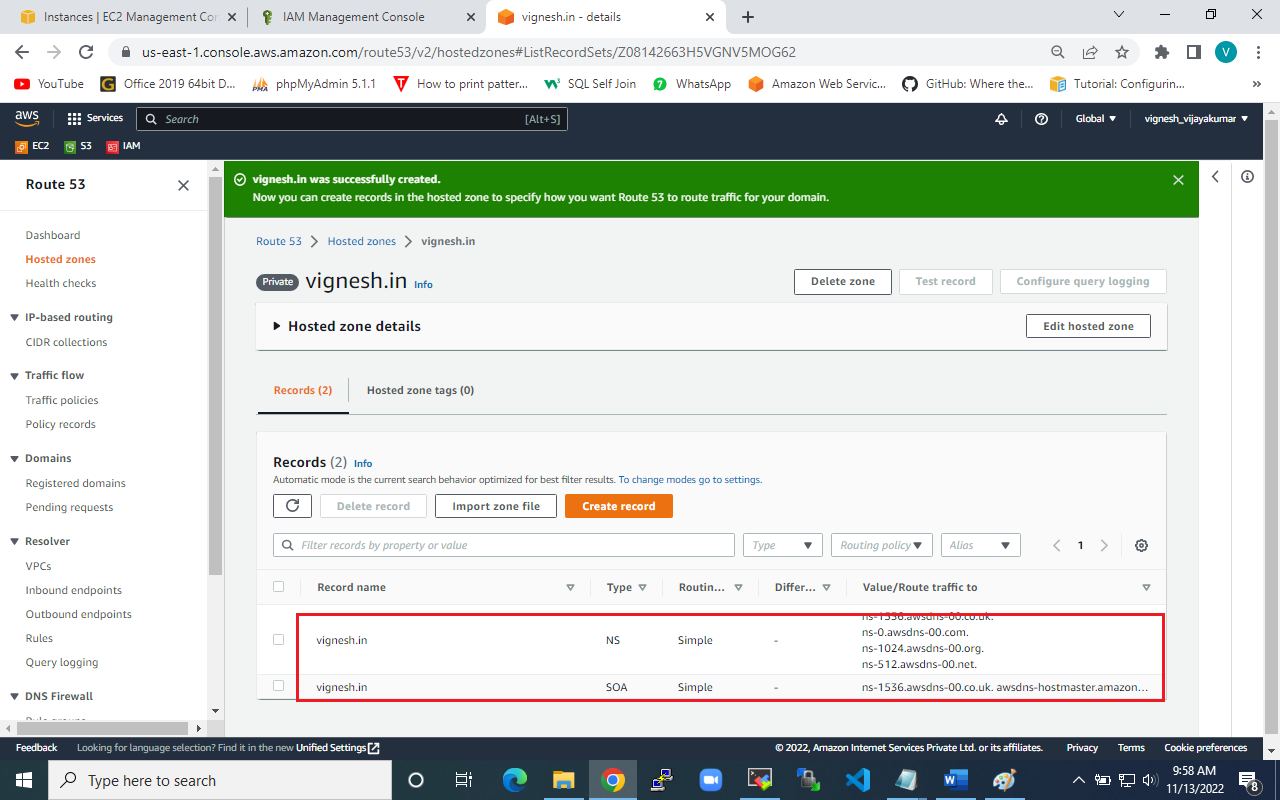 Instances | EC2 Management Con
IAM Management Console
vignesh.in - details
us-east-1.console.aws.amazon.com/route53/v2/hostedzones#ListRecordSets/Z08142663H5VGNV5MOG62
V
YouTube
Office 2019 64bit D...
phpMyAdmin 5.1.1
How to print patter...
SQL Self Join
WhatsApp
Amazon Web Servic...
GitHub: Where the...
Tutorial: Configurin...
»
aws
Services
Search
[Alt+S]
Global
vignesh_vijayakumar
EC2
S3
IAM
Route 53
Dashboard
Hosted zones
Health checks
IP-based routing
CIDR collections
Traffic flow
Traffic policies
Policy records
Domains
Registered domains
Pending requests
Resolver
VPCs
Inbound endpoints
Outbound endpoints
Rules
Query logging
DNS Firewall
Rule groups
vignesh.in was successfully created.
Now you can create records in the hosted zone to specify how you want Route 53 to route traffic for your domain.
Route 53
Hosted zones
vignesh.in
Private
vignesh.in
Info
Delete zone
Test record
Configure query logging
Hosted zone details
Edit hosted zone
Records (2)
Hosted zone tags (0)
Records (2) Info
Automatic mode is the current search behavior optimized for best filter results. To change modes go to settings.
Delete record
Import zone file
Create record
Filter records by property or value
Type
Routing policy
Alias
1
Record name
Type
Routin...
Differ...
Value/Route traffic to
vignesh.in
NS
Simple
-
ns-1536.awsdns-00.co.uk.
ns-0.awsdns-00.com.
ns-1024.awsdns-00.org.
ns-512.awsdns-00.net.
vignesh.in
SOA
Simple
-
ns-1536.awsdns-00.co.uk. awsdns-hostmaster.amazon...
Feedback
Looking for language selection? Find it in the new Unified Settings
© 2022, Amazon Internet Services Private Ltd. or its affiliates.
Privacy
Terms
Cookie preferences
Type here to search
9:58 AM
11/13/2022
8